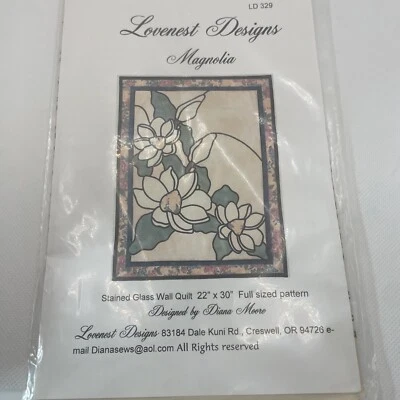 LD 329
Lovenest Designs
Magnolia
Stained Glass Wall Quilt 22" x 30" Full sized pattern
Designed by Diana Moore
Lovenest Designs 83184 Dale Kuni Rd., Creswell, OR 94726 e-
mail Dianasews@aol.com All Rights reserved